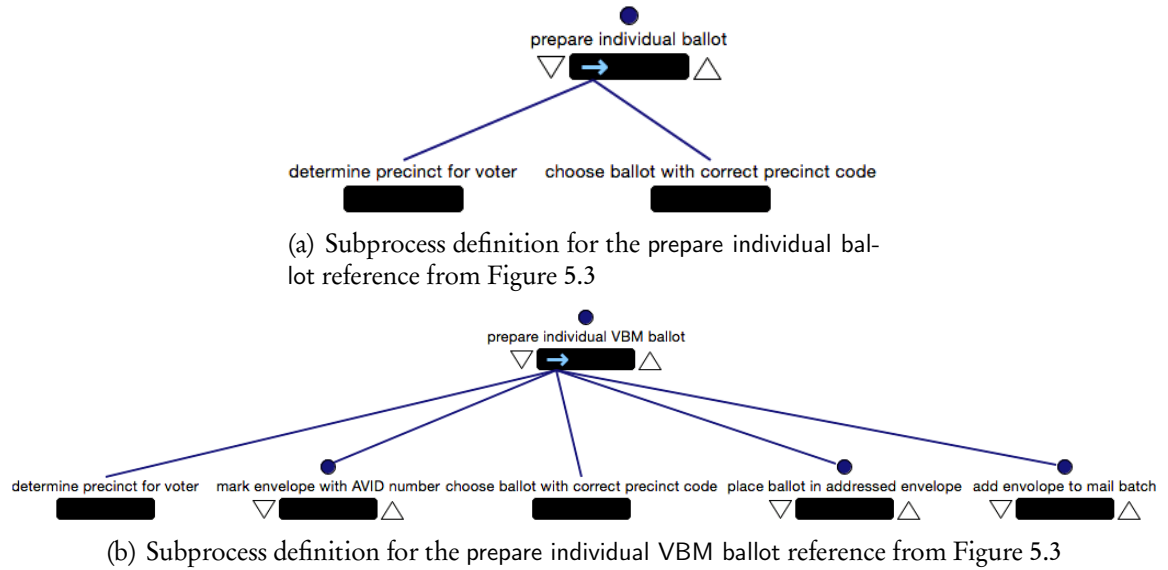 prepare individual ballot
determine precinct for voter choose ballot with correct precinct code
(a) Subprocess definition for the prepare individual bal-
lot reference from Figure 5.3
prepare individual VBM ballot
determine precinct for voter mark envelope with AVID number choose ballot with correct precinct code place ballot in addressed envelope add envolope to mail batch
(b) Subprocess definition for the prepare individual VBM ballot reference from Figure 5.3